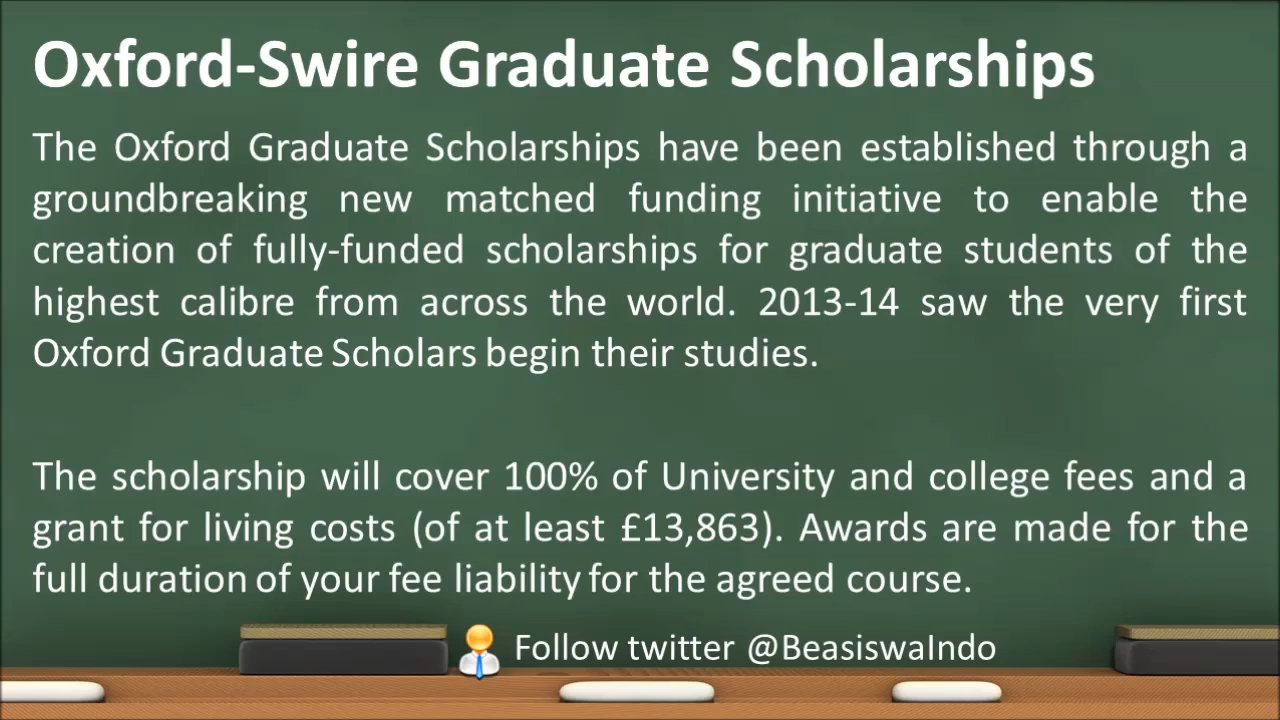 Oxford-Swire Graduate Scholarships
The Oxford Graduate Scholarships have been established through a
groundbreaking new matched funding initiative to enable the
creation of fully-funded scholarships for graduate students of the
highest calibre from across the world. 2013-14 saw the very first
Oxford Graduate Scholars begin their studies.
The scholarship will cover 100% of University and college fees and a
grant for living costs (of at least £13,863). Awards are made for the
full duration of your fee liability for the agreed course.
Follow twitter @BeasiswaIndo